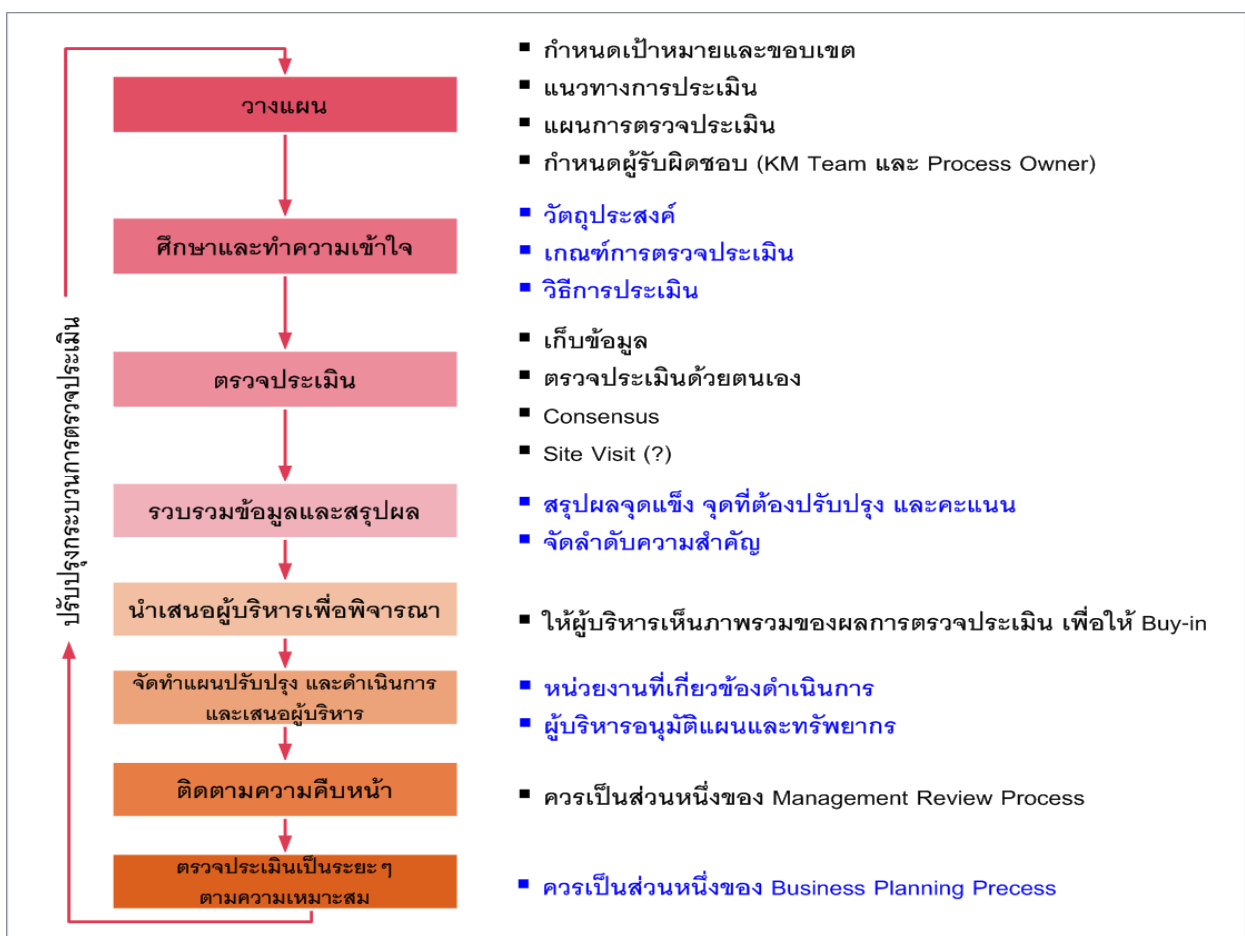 วางแผน
▪ กำหนดเป้าหมายและขอบเขต
▪ แนวทางการประเมิน
▪ แผนการตรวจประเมิน
▪ กำหนดผู้รับผิดชอบ (KM Team และ Process Owner)
ศึกษาและทำความเข้าใจ
▪ วัตถุประสงค์
▪ เกณฑ์การตรวจประเมิน
▪ วิธีการประเมิน
ตรวจประเมิน
▪ เก็บข้อมูล
▪ ตรวจประเมินด้วยตนเอง
▪ Consensus
▪ Site Visit (?)
รวบรวมข้อมูลและสรุปผล
▪ สรุปผลจุดแข็ง จุดที่ต้องปรับปรุง และคะแนน
▪ จัดลำดับความสำคัญ
นำเสนอผู้บริหารเพื่อพิจารณา
▪ ให้ผู้บริหารเห็นภาพรวมของผลการตรวจประเมิน เพื่อให้ Buy-in
จัดทำแผนปรับปรุง และดำเนินการ
และเสนอผู้บริหาร
▪ หน่วยงานที่เกี่ยวข้องดำเนินการ
▪ ผู้บริหารอนุมัติแผนและทรัพยากร
ติดตามความคืบหน้า
▪ ควรเป็นส่วนหนึ่งของ Management Review Process
ตรวจประเมินเป็นระยะๆ
ตามความเหมาะสม
▪ ควรเป็นส่วนหนึ่งของ Business Planning Precess
ปรับปรุงกระบวนการตรวจประเมิน